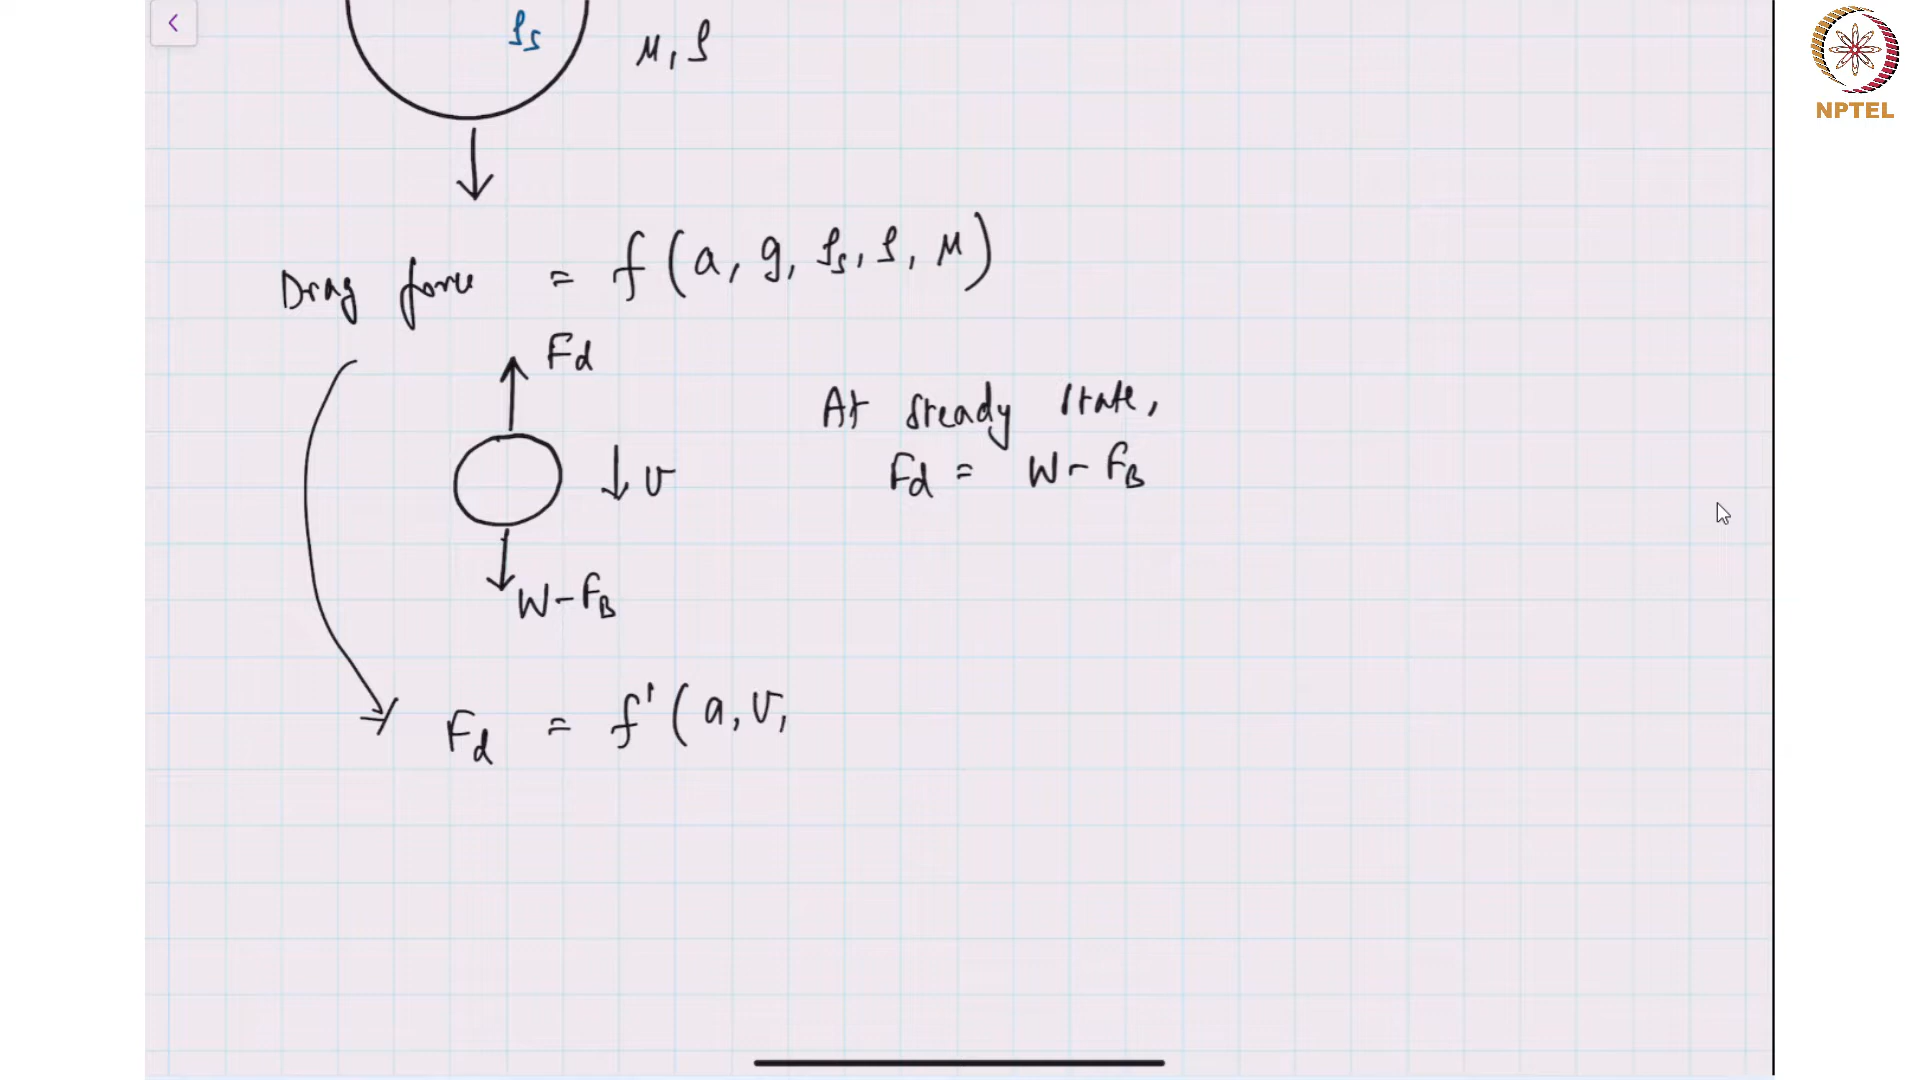 ρs
μ, ρ
NPTEL
Drag force = f (a, g, ρs, ρ, μ)
Fd
At steady state,
↓ v
Fd = W - FB
W - FB
Fd = f' (a, v,